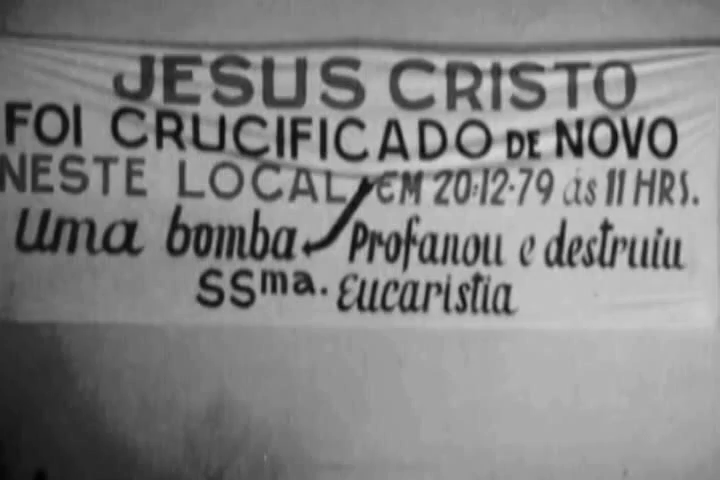 JESUS CRISTO
FOI CRUCIFICADO DE NOVO
NESTE LOCAL EM 20:12.79 ás 11 HRS.
Uma bomba Profanou e destruiu
SSma. Eucaristia